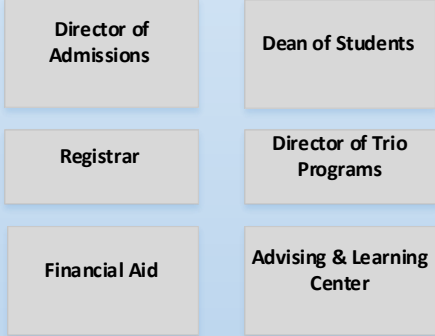 Director of
Admissions
Dean of Students
Registrar
Director of Trio
Programs
Financial Aid
Advising & Learning
Center